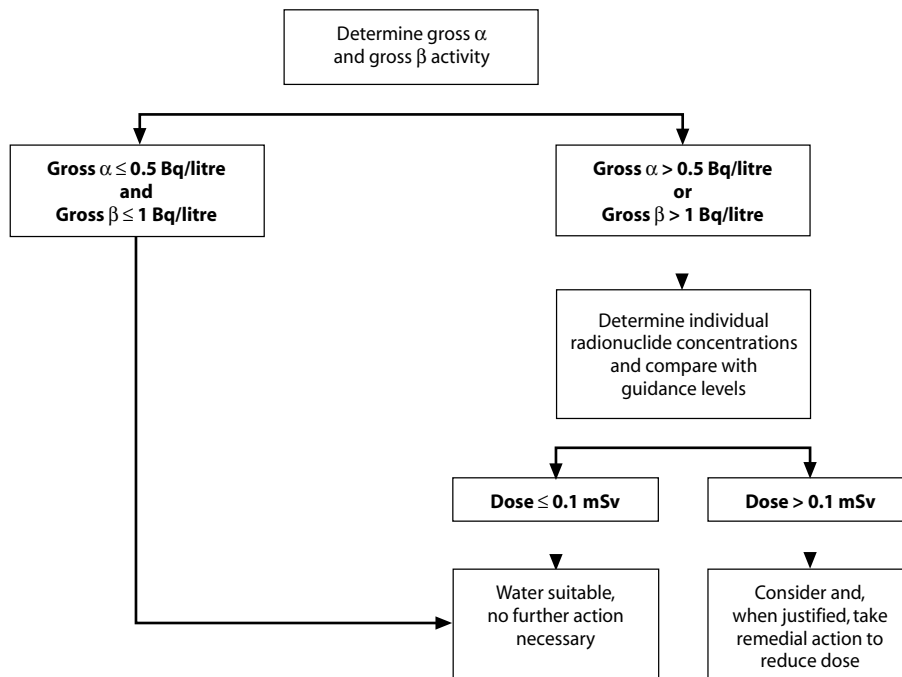 Determine gross α
and gross β activity
Gross α ≤ 0.5 Bq/litre
and
Gross β ≤ 1 Bq/litre
Gross α > 0.5 Bq/litre
or
Gross β > 1 Bq/litre
Determine individual
radionuclide concentrations
and compare with
guidance levels
Dose ≤ 0.1 mSv
Dose > 0.1 mSv
Water suitable,
no further action
necessary
Consider and,
when justified, take
remedial action to
reduce dose